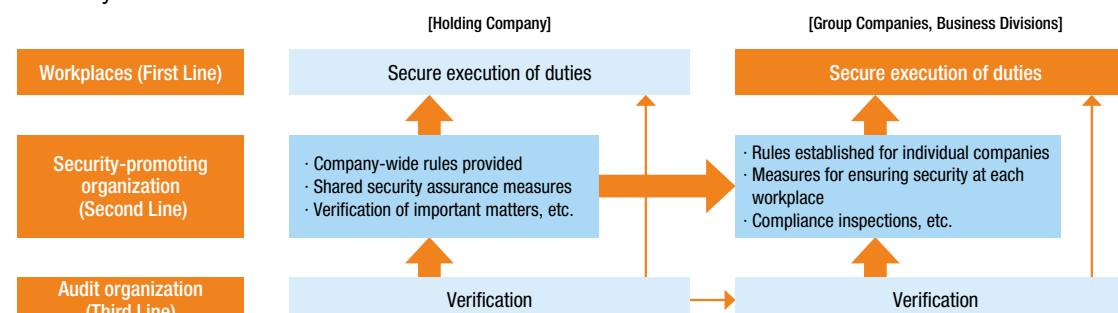 [Holding Company]
[Group Companies, Business Divisions]
Workplaces (First Line)
Secure execution of duties
Secure execution of duties
Security-promoting
organization
(Second Line)
· Company-wide rules provided
· Shared security assurance measures
· Verification of important matters, etc.
· Rules established for individual companies
· Measures for ensuring security at each
workplace
· Compliance inspections, etc.
Audit organization
(Third Line)
Verification
Verification